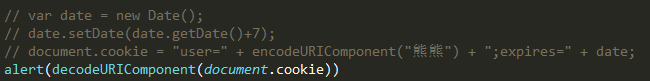 // var date = new Date();
// date.setDate(date.getDate()+7);
// document.cookie = "user=" + encodeURIComponent("熊熊") + ";expires=" + date;
alert(decodeURIComponent(document.cookie))